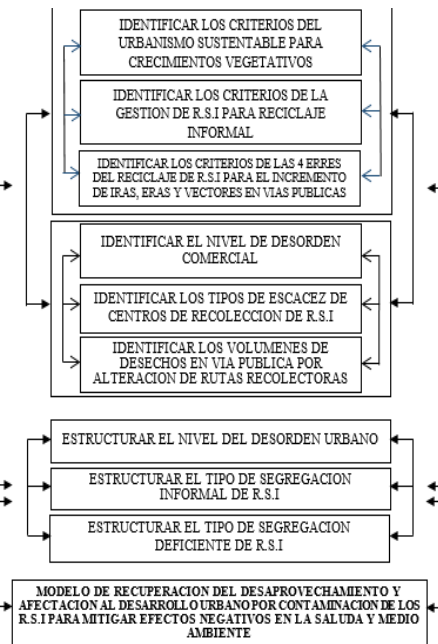 IDENTIFICAR LOS CRITERIOS DEL
URBANISMO SUSTENTABLE PARA
CRECIMIENTOS VEGETATIVOS
IDENTIFICAR LOS CRITERIOS DE LA
GESTION DE R.S.I PARA RECICLAJE
INFORMAL
IDENTIFICAR LOS CRITERIOS DE LAS 4 ERRES
DEL RECICLAJE DE R.S.I PARA EL INCREMENTO
DE IRAS, ERAS Y VECTORES EN VIAS PUBLICAS
IDENTIFICAR EL NIVEL DE DESORDEN
COMERCIAL
IDENTIFICAR LOS TIPOS DE ESCACEZ DE
CENTROS DE RECOLECCION DE R.S.I
IDENTIFICAR LOS VOLUMENES DE
DESECHOS EN VIA PUBLICA POR
ALTERACION DE RUTAS RECOLECTORAS
ESTRUCTURAR EL NIVEL DEL DESORDEN URBANO
ESTRUCTURAR EL TIPO DE SEGREGACION
INFORMAL DE R.S.I
ESTRUCTURAR EL TIPO DE SEGREGACION
DEFICIENTE DE R.S.I
MODELO DE RECUPERACION DEL DESAPROVECHAMIENTO Y
AFECTACION AL DESARROLLO URBANO POR CONTAMINACION DE LOS
R.S.I PARA MITIGAR EFECTOS NEGATIVOS EN LA SALUDA Y MEDIO
AMBIENTE